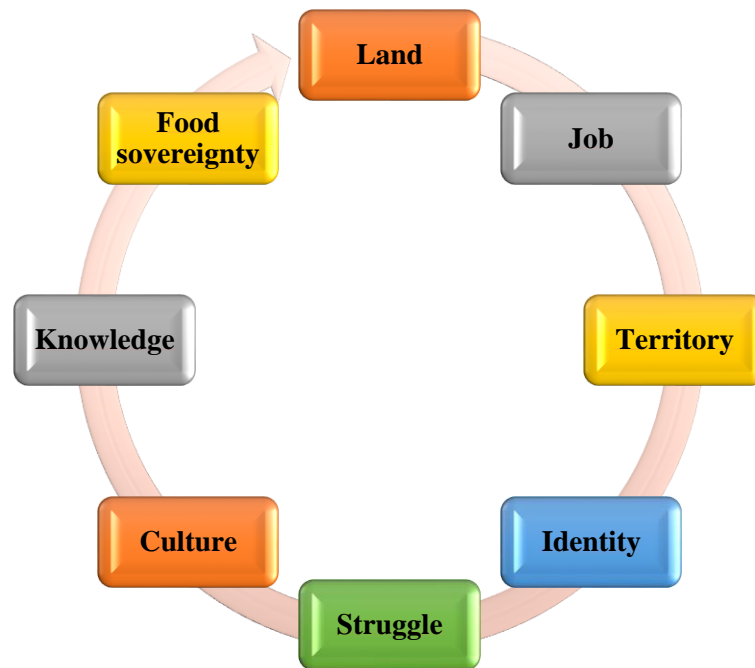 Land
Job
Territory
Identity
Struggle
Culture
Knowledge
Food
sovereignty